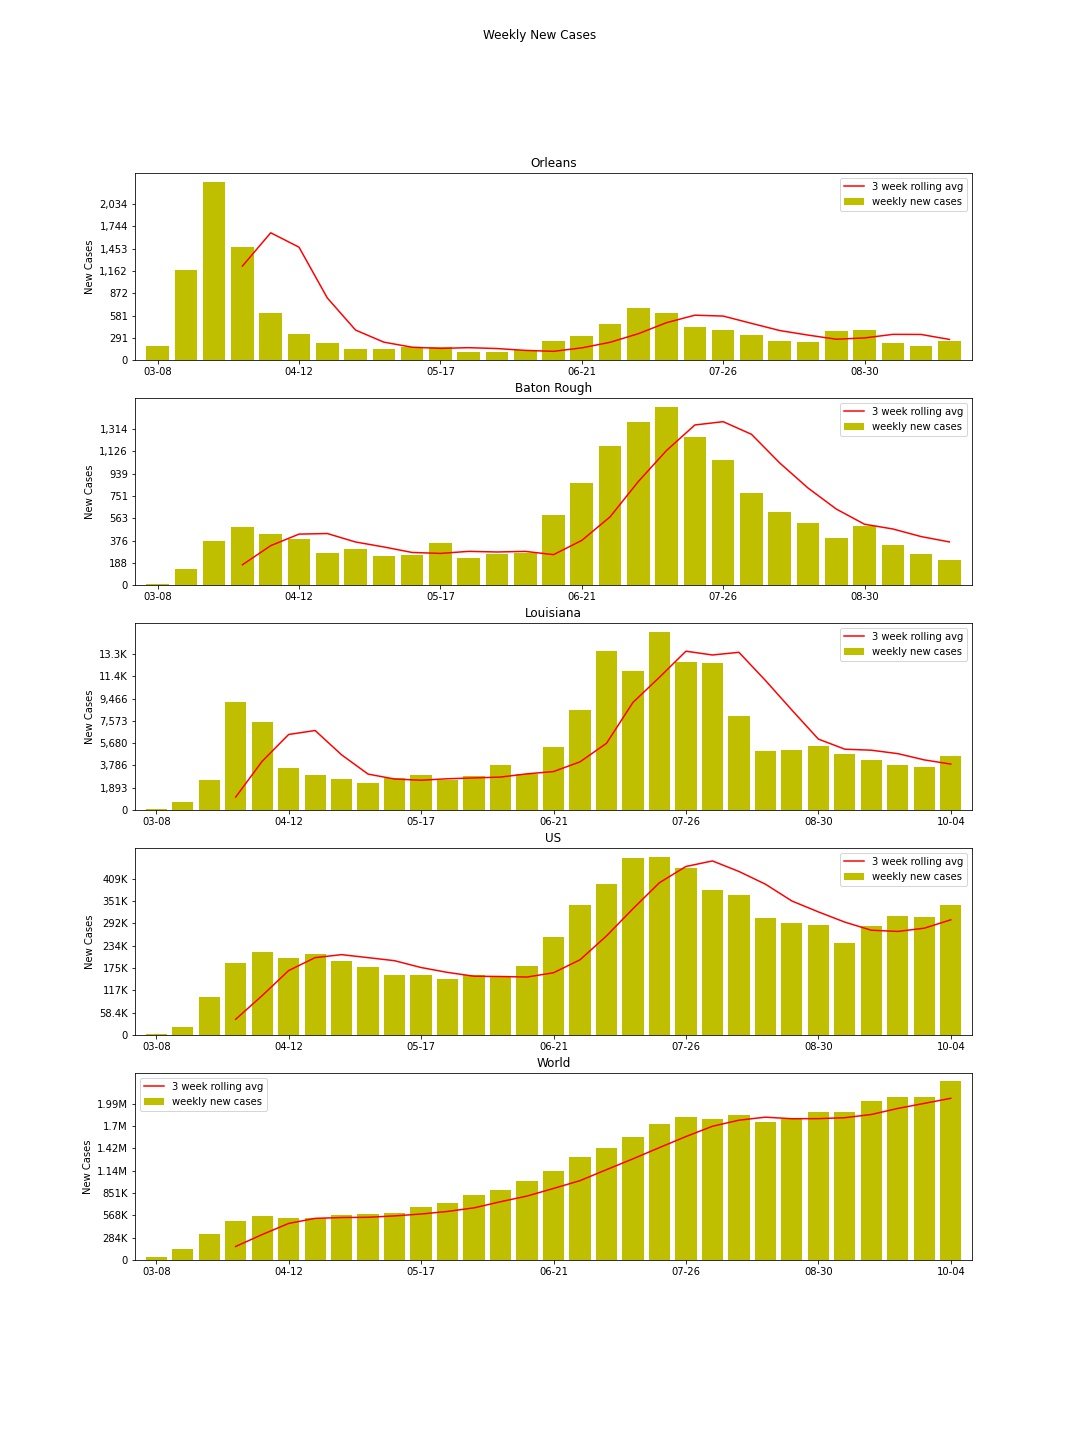 Weekly New Cases
Orleans
New Cases
2,034
1,744
1,453
1,162
872
581
291
0
3 week rolling avg
weekly new cases
03-08 04-12 05-17 06-21 07-26 08-30
Baton Rough
New Cases
1,314
1,126
939
751
563
376
188
0
3 week rolling avg
weekly new cases
03-08 04-12 05-17 06-21 07-26 08-30
Louisiana
New Cases
13.3K
11.4K
9,466
7,573
5,680
3,786
1,893
0
3 week rolling avg
weekly new cases
03-08 04-12 05-17 06-21 07-26 08-30 10-04
US
New Cases
409K
351K
292K
234K
175K
117K
58.4K
0
3 week rolling avg
weekly new cases
03-08 04-12 05-17 06-21 07-26 08-30 10-04
World
New Cases
1.99M
1.7M
1.42M
1.14M
851K
568K
284K
0
3 week rolling avg
weekly new cases
03-08 04-12 05-17 06-21 07-26 08-30 10-04